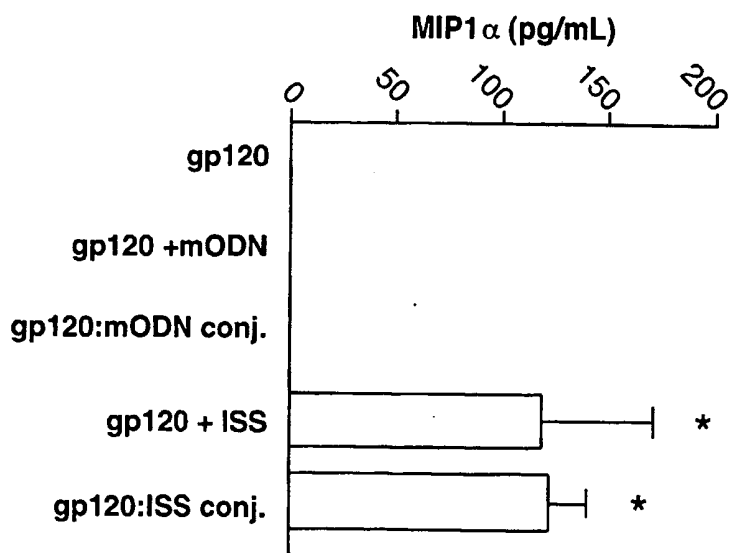 MIP1α (pg/mL)
0 50 100 150 200
gp120
gp120 +mODN
gp120:mODN conj.
gp120 + ISS
*
gp120:ISS conj.
*